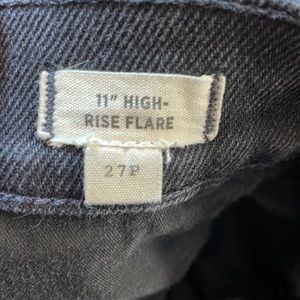 11" HIGH-
RISE FLARE
27P